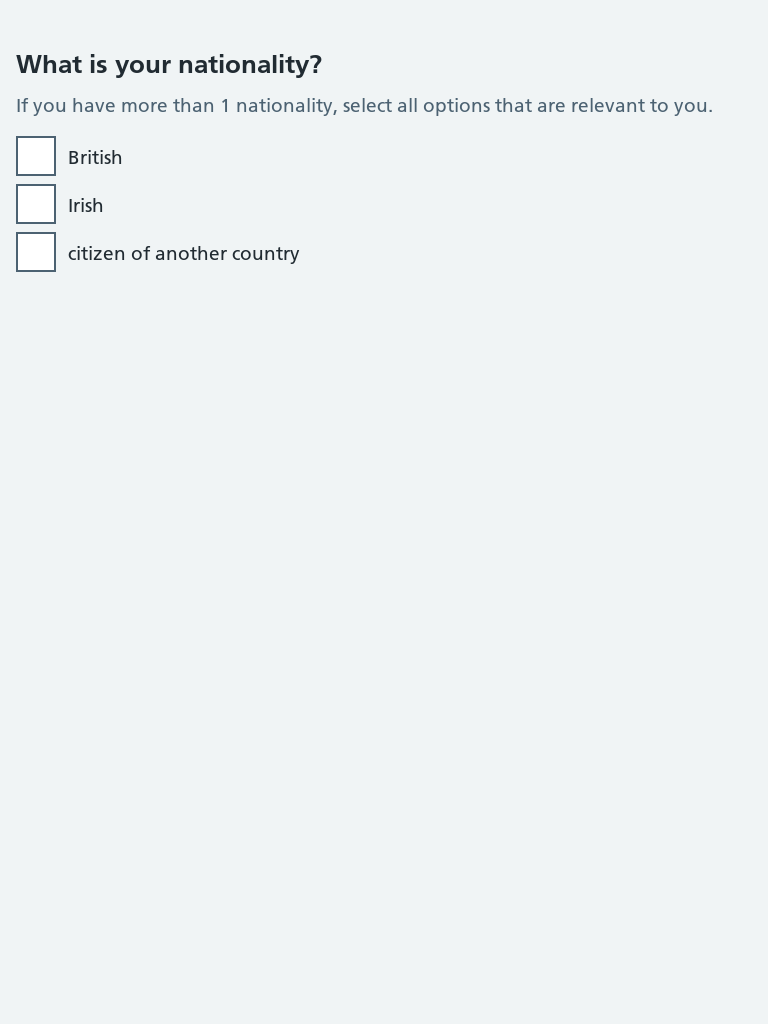 What is your nationality?
If you have more than 1 nationality, select all options that are relevant to you.
British
Irish
citizen of another country